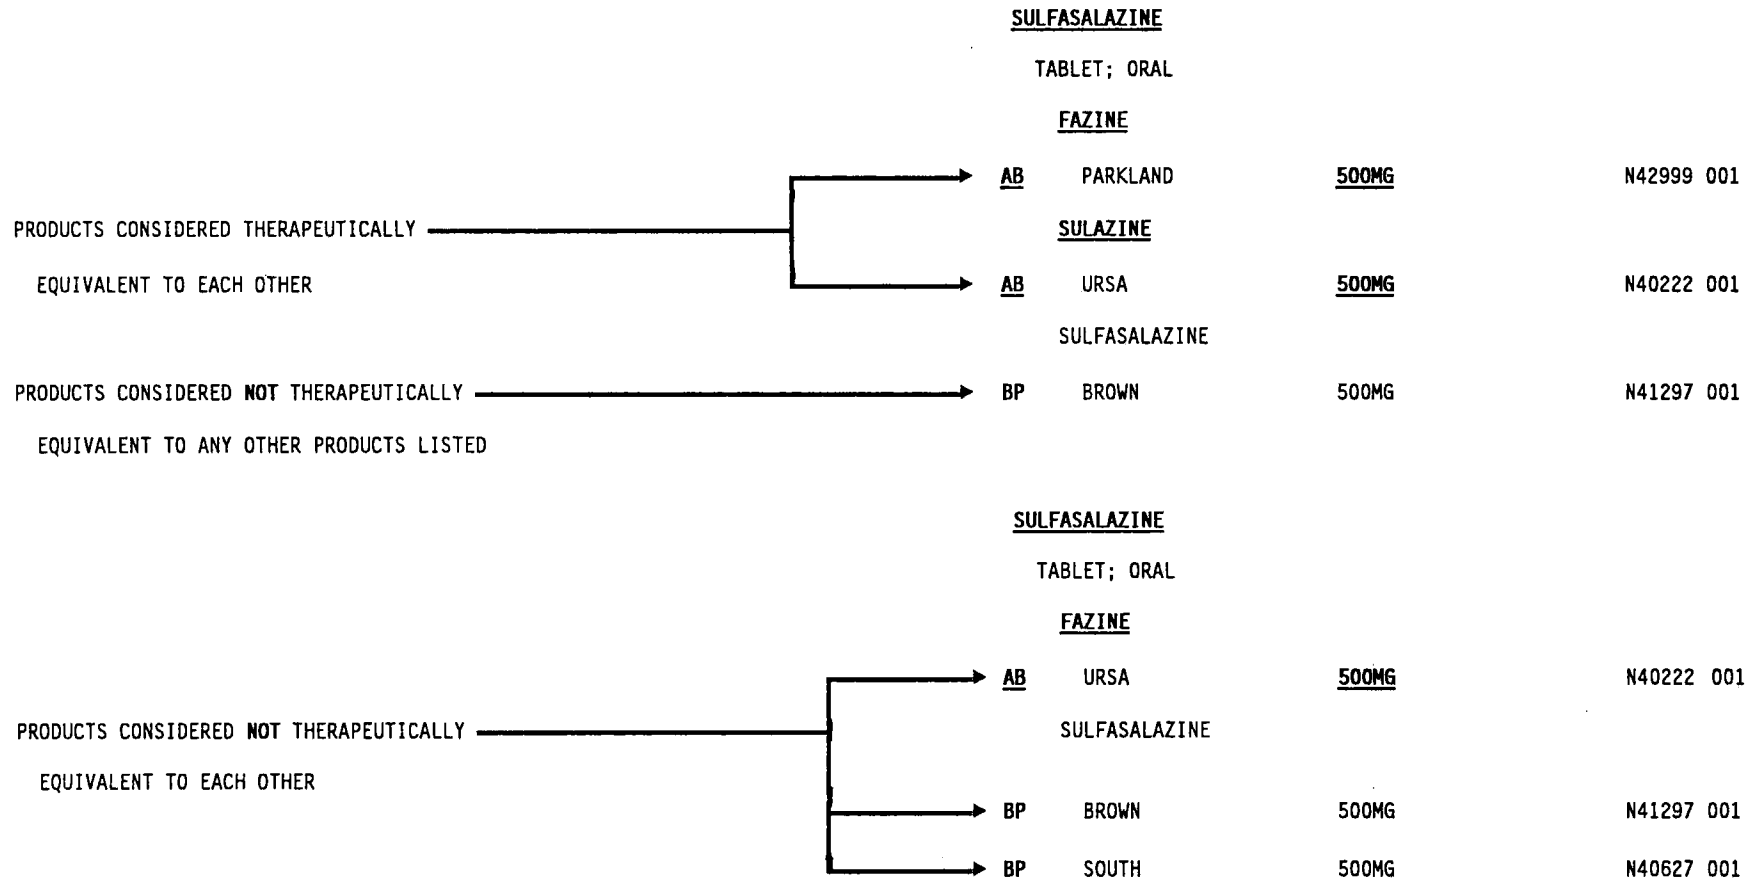 SULFASALAZINE
TABLET; ORAL
FAZINE
AB PARKLAND 500MG N42999 001
PRODUCTS CONSIDERED THERAPEUTICALLY SULAZINE
EQUIVALENT TO EACH OTHER AB URSA 500MG N40222 001
SULFASALAZINE
PRODUCTS CONSIDERED NOT THERAPEUTICALLY BP BROWN 500MG N41297 001
EQUIVALENT TO ANY OTHER PRODUCTS LISTED
SULFASALAZINE
TABLET; ORAL
FAZINE
AB URSA 500MG N40222 001
PRODUCTS CONSIDERED NOT THERAPEUTICALLY SULFASALAZINE
EQUIVALENT TO EACH OTHER
BP BROWN 500MG N41297 001
BP SOUTH 500MG N40627 001